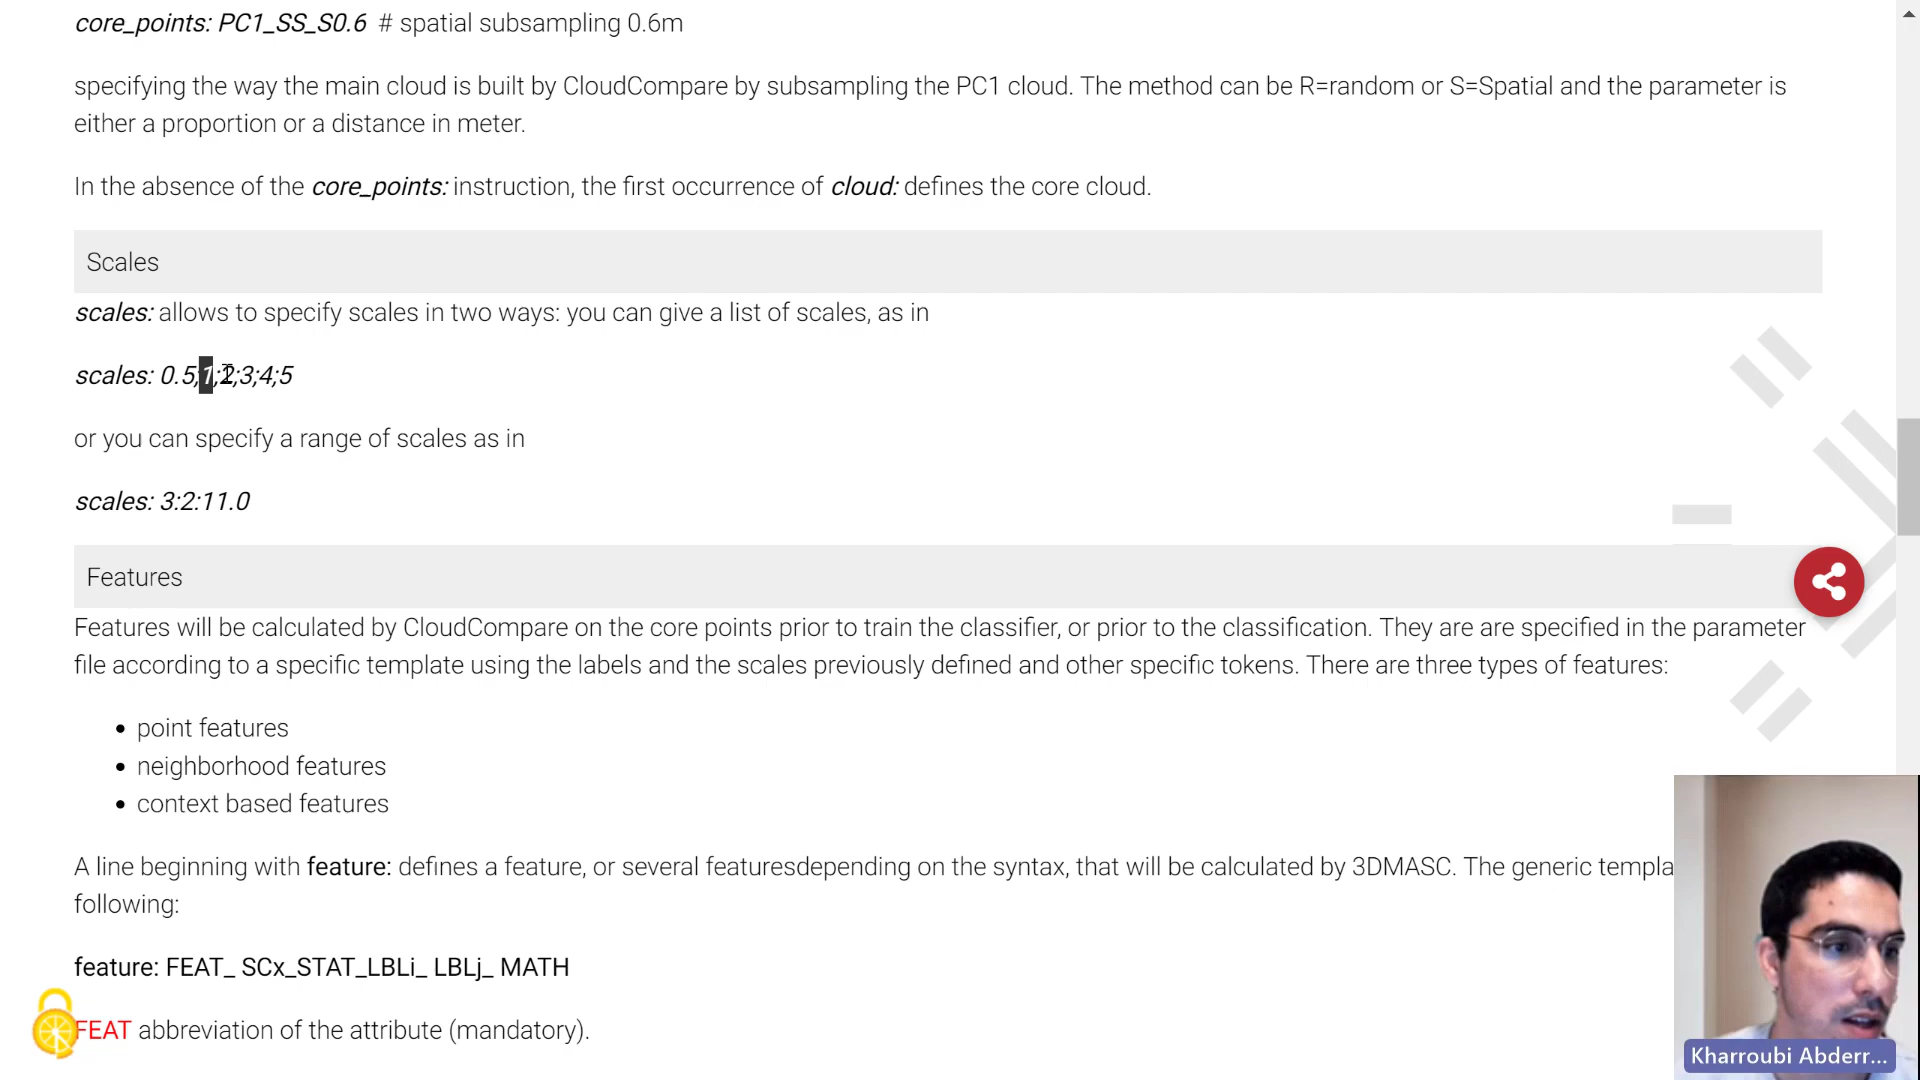 core_points: PC1_SS_S0.6 # spatial subsampling 0.6m
specifying the way the main cloud is built by CloudCompare by subsampling the PC1 cloud. The method can be R=random or S=Spatial and the parameter is
either a proportion or a distance in meter.
In the absence of the core_points: instruction, the first occurrence of cloud: defines the core cloud.
Scales
scales: allows to specify scales in two ways: you can give a list of scales, as in
scales: 0.5;1;2;3;4;5
or you can specify a range of scales as in
scales: 3:2:11.0
Features
Features will be calculated by CloudCompare on the core points prior to train the classifier, or prior to the classification. They are are specified in the parameter
file according to a specific template using the labels and the scales previously defined and other specific tokens. There are three types of features:
• point features
• neighborhood features
• context based features
A line beginning with feature: defines a feature, or several featuresdepending on the syntax, that will be calculated by 3DMASC. The generic templa
following:
feature: FEAT_ SCx_STAT_LBLi_ LBLj_ MATH
FEAT abbreviation of the attribute (mandatory).
Kharroubi Abderr...